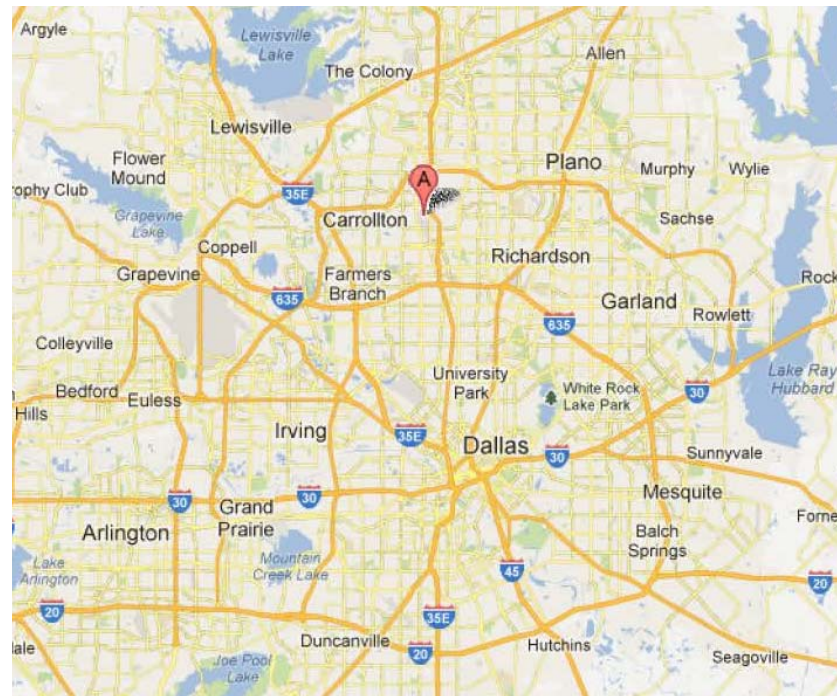 Argyle
Lewisville
Lake
Allen
The Colony
Lewisville
Flower
Mound
Plano
Murphy
Wylie
A
rophy Club
35E
Grapevine
Lake
Carrollton
Sachse
Coppell
Richardson
Grapevine
Farmers
Branch
Rock
635
Garland
Rowlett
635
Colleyville
University
Park
Lake Ray
Hubbard
Bedford
Hills
Euless
White Rock
Lake Park
30
Irving
35E
Dallas
30
Sunnyvale
30
30
Mesquite
Grand
Prairie
Forne
Arlington
Balch
Springs
Lake
Arlington
Mountain
Creek Lake
45
20
20
35E
Duncanville
20
Hutchins
Seagoville
dale
Joe Pool
Lake